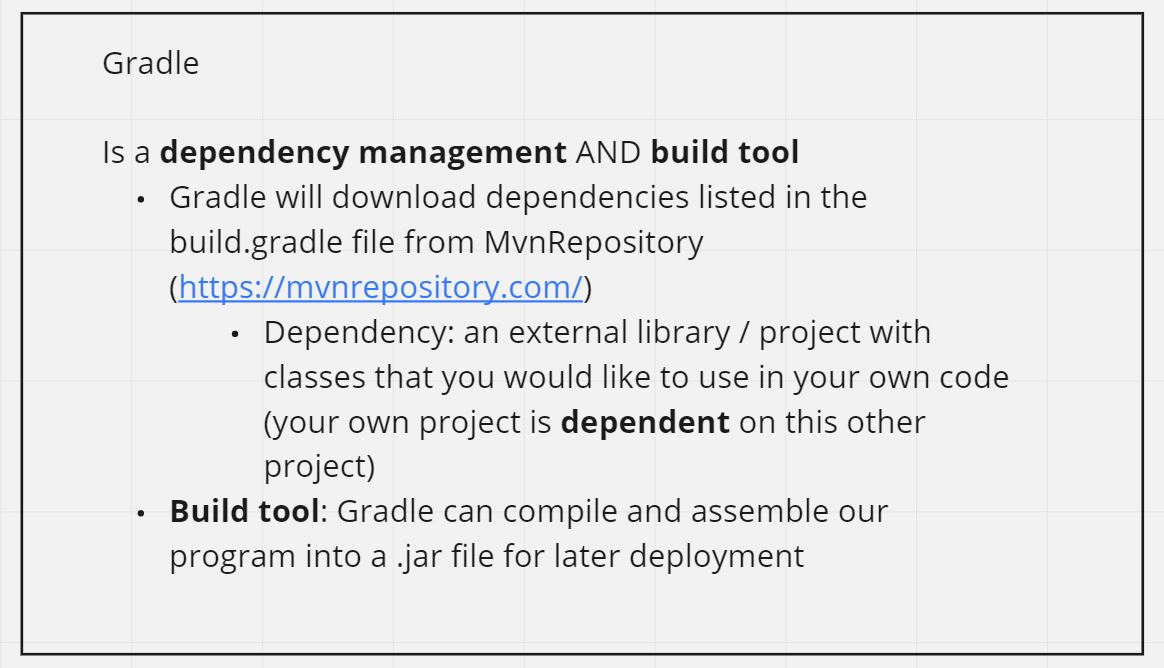 Gradle
Is a dependency management AND build tool
• Gradle will download dependencies listed in the
build.gradle file from MvnRepository
(https://mvnrepository.com/)
• Dependency: an external library / project with
classes that you would like to use in your own code
(your own project is dependent on this other
project)
• Build tool: Gradle can compile and assemble our
program into a .jar file for later deployment